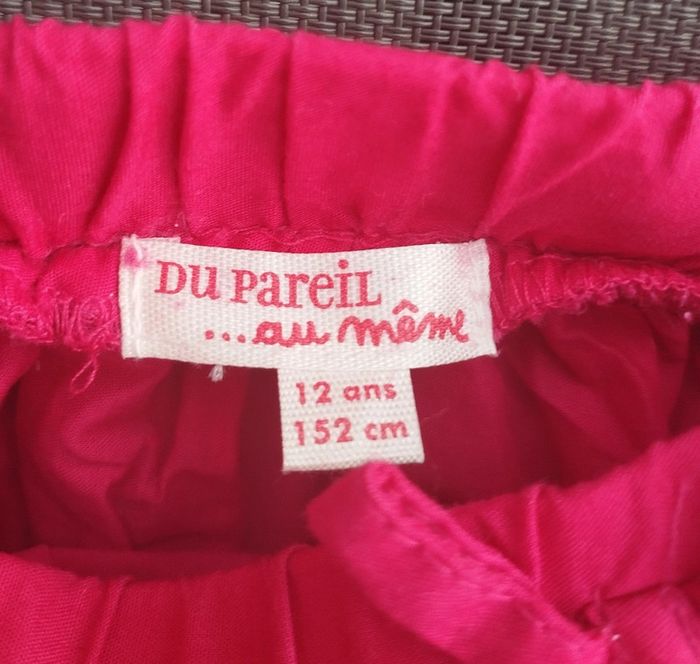 Du Pareil
...au même
12 ans
152 cm